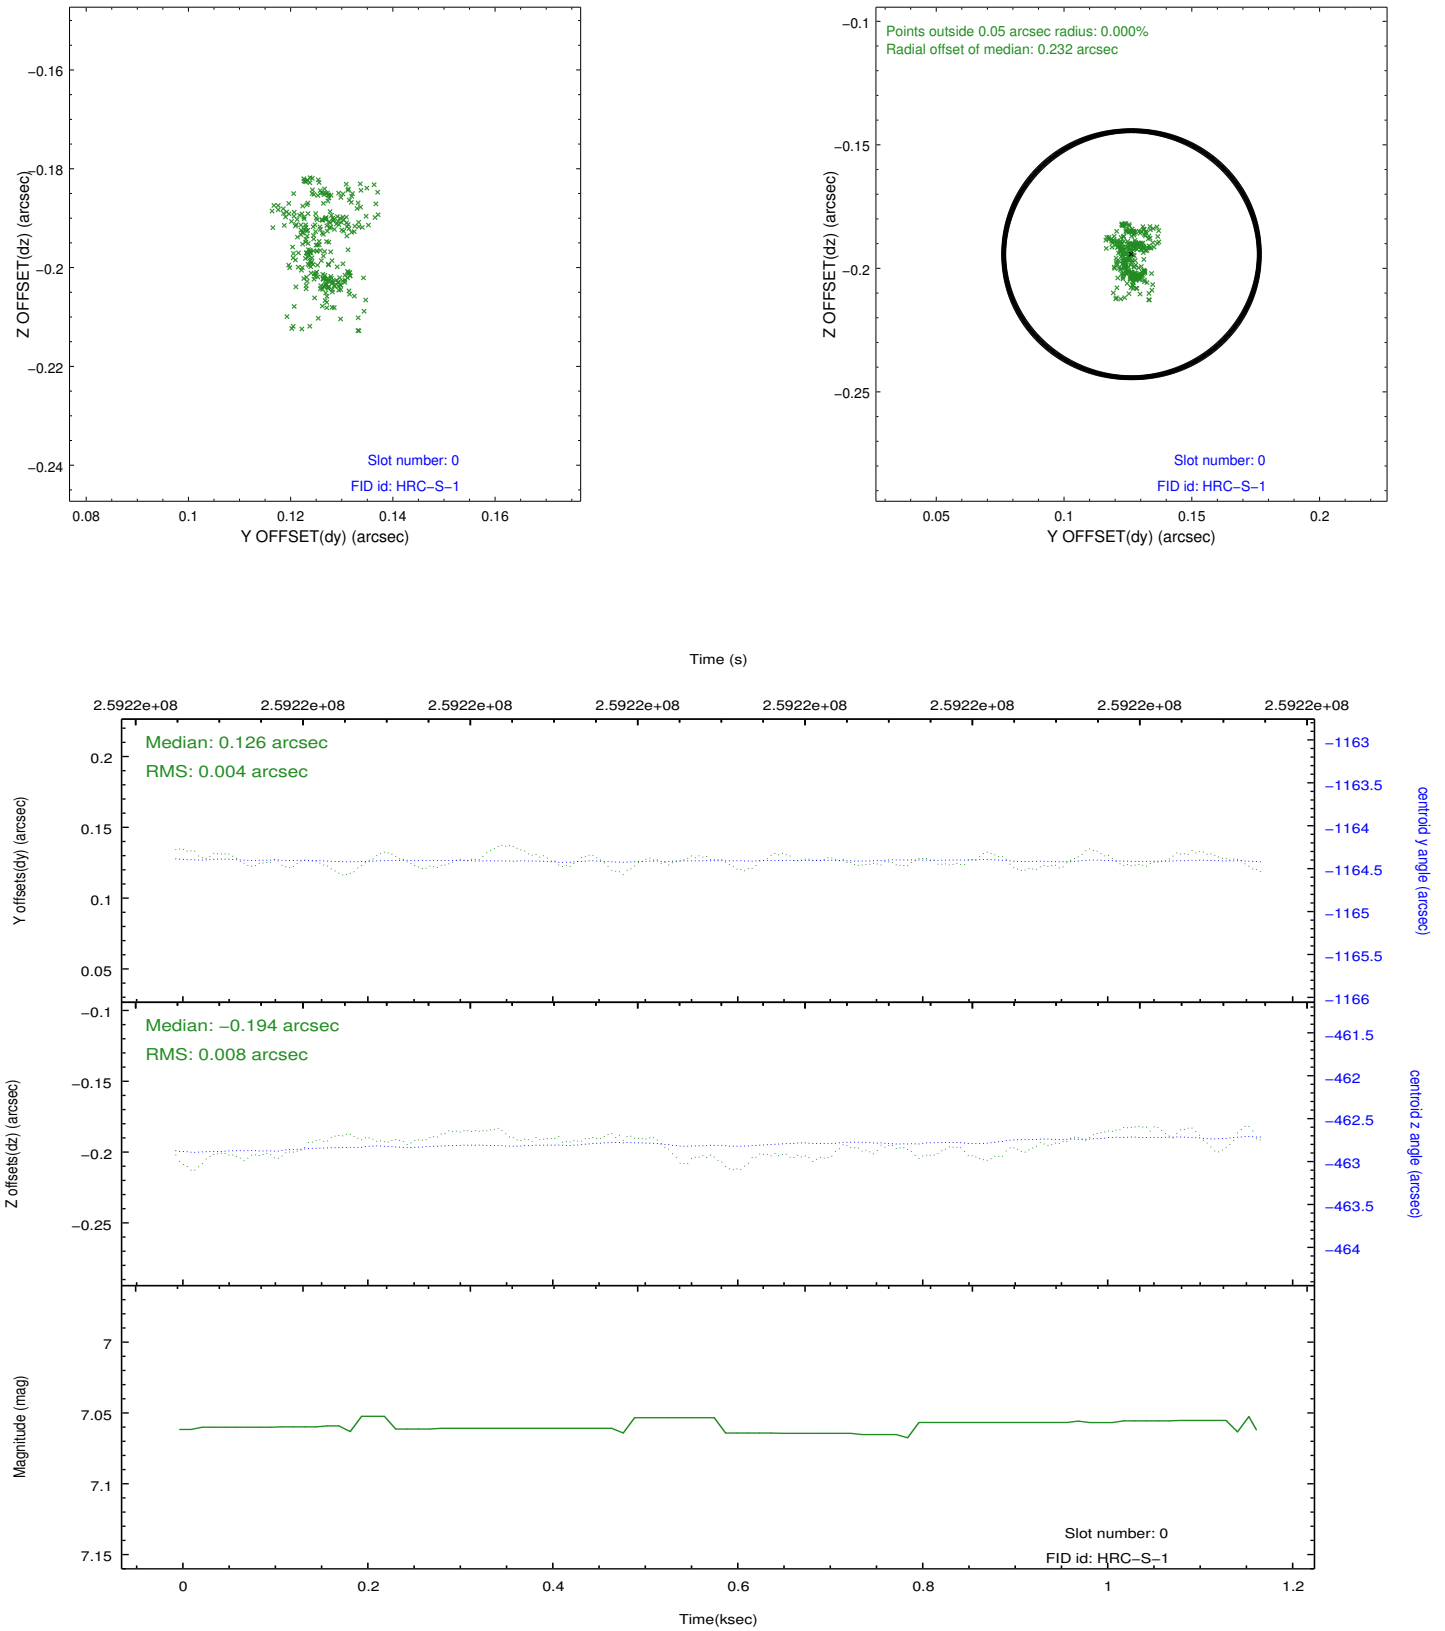 −0.16
−0.18
−0.2
−0.22
−0.24
Z OFFSET(dz) (arcsec)
Slot number: 0
FID id: HRC−S−1
0.08 0.1 0.12 0.14 0.16
Y OFFSET(dy) (arcsec)
Points outside 0.05 arcsec radius: 0.000%
Radial offset of median: 0.232 arcsec
−0.1
−0.15
−0.2
−0.25
Z OFFSET(dz) (arcsec)
Slot number: 0
FID id: HRC−S−1
0.05 0.1 0.15 0.2
Y OFFSET(dy) (arcsec)
Time (s)
2.5922e+08 2.5922e+08 2.5922e+08 2.5922e+08 2.5922e+08 2.5922e+08 2.5922e+08 2.5922e+08
Median: 0.126 arcsec
RMS: 0.004 arcsec
0.2
0.15
0.1
0.05
Y offsets(dy) (arcsec)
−1163
−1163.5
−1164
−1164.5
−1165
−1165.5
−1166
centroid y angle (arcsec)
Median: −0.194 arcsec
RMS: 0.008 arcsec
−0.1
−0.15
−0.2
−0.25
Z offsets(dz) (arcsec)
−461.5
−462
−462.5
−463
−463.5
−464
centroid z angle (arcsec)
7
7.05
7.1
7.15
Magnitude (mag)
Slot number: 0
FID id: HRC−S−1
0 0.2 0.4 0.6 0.8 1 1.2
Time(ksec)